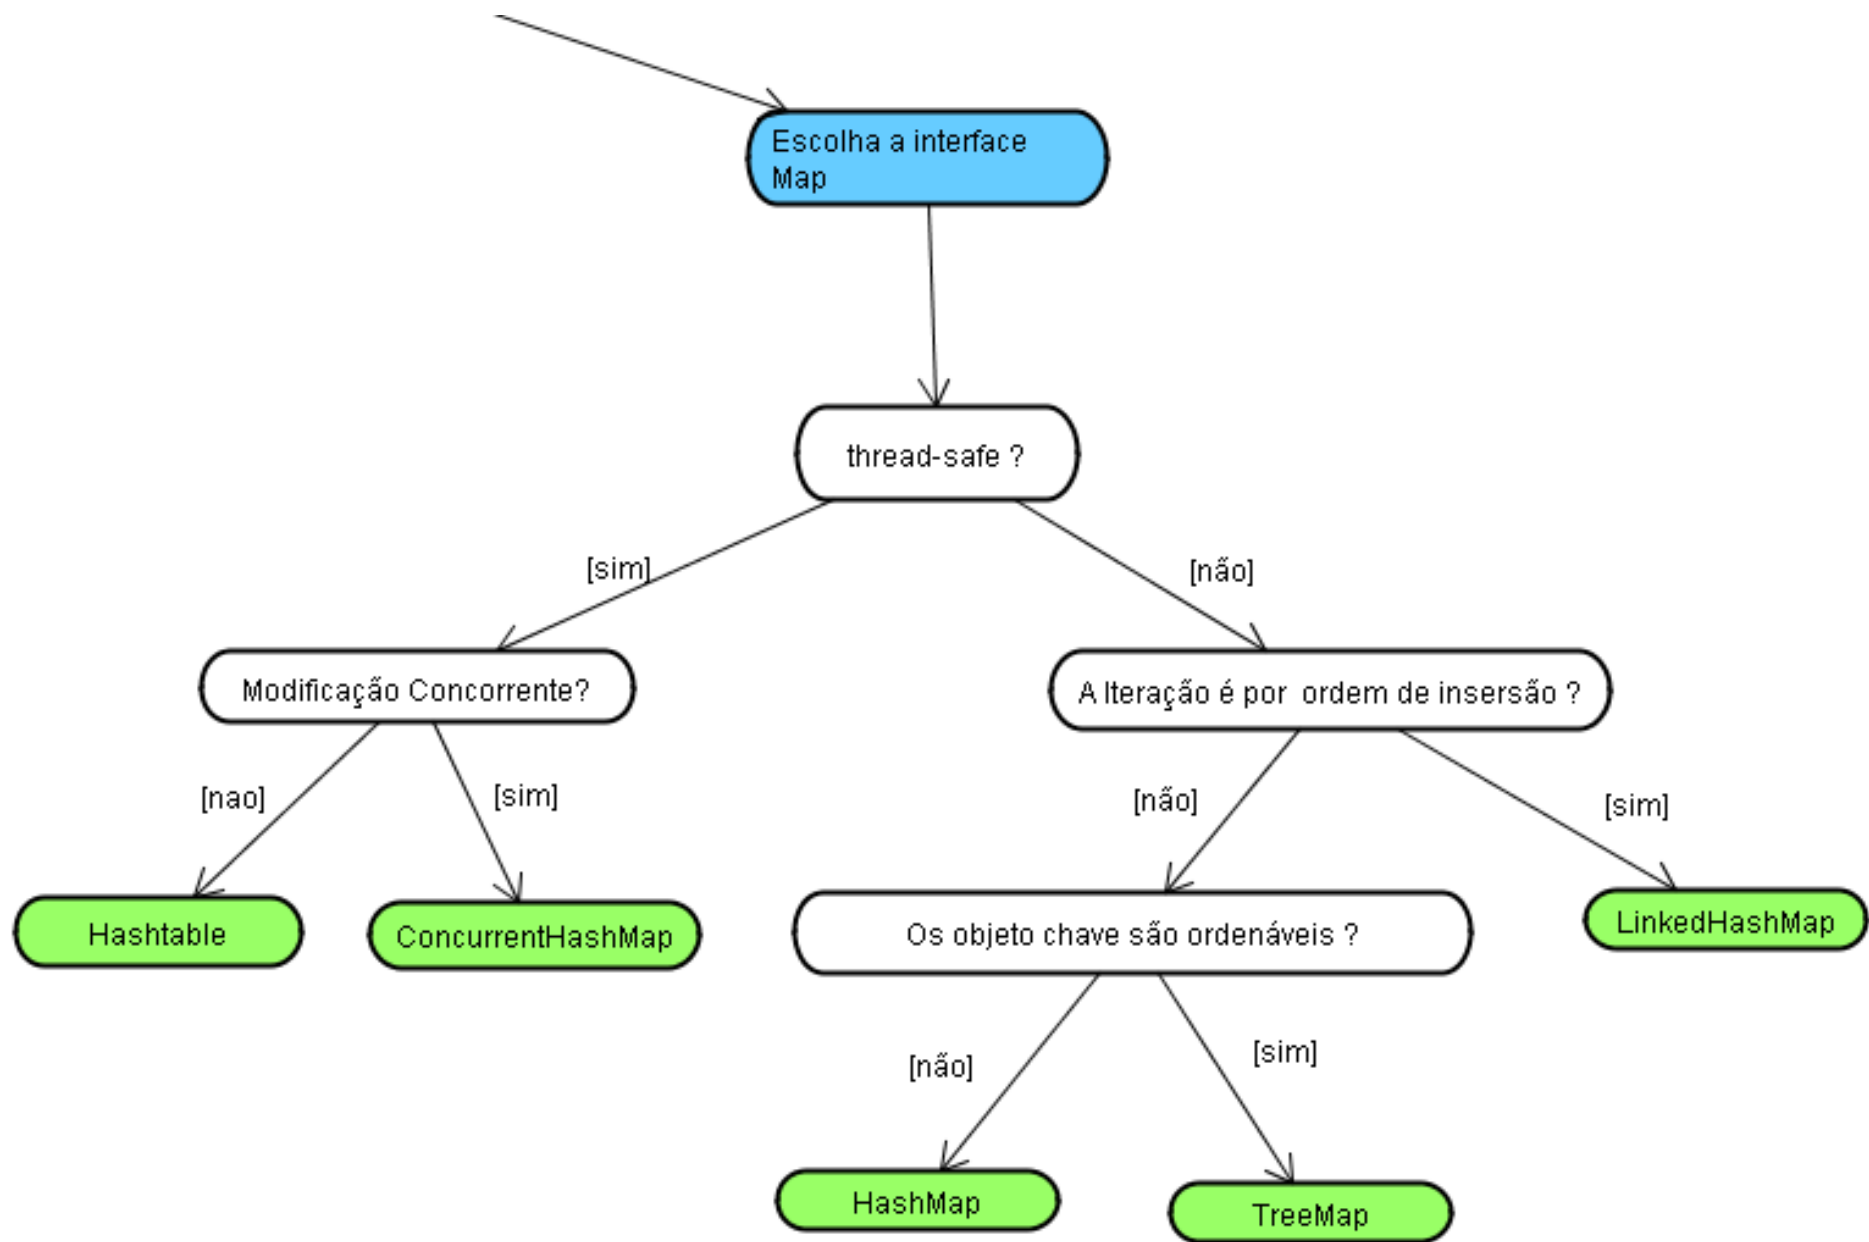 Escolha a interface
Map
thread-safe ?
[sim]
[não]
Modificação Concorrente?
A Iteração é por  ordem de insersão ?
[nao]
[sim]
[não]
[sim]
Hashtable
ConcurrentHashMap
Os objeto chave são ordenáveis ?
LinkedHashMap
[não]
[sim]
HashMap
TreeMap